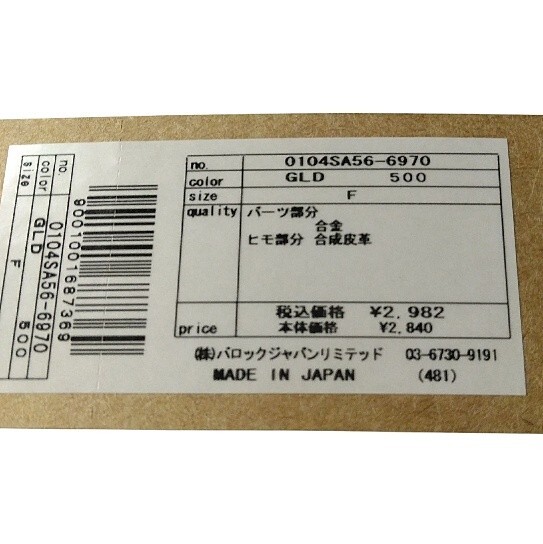 no. 0104SA56-6970
color GLD 500
size F
quality パーツ部分
合金
ヒモ部分 合成皮革
税込価格 ¥2,982
price 本体価格 ¥2,840
(株)バロックジャパンリミテッド 03-6730-9191
MADE IN JAPAN (481)
9001001687369
no. 0104SA56-6970
color GLD 500
size F